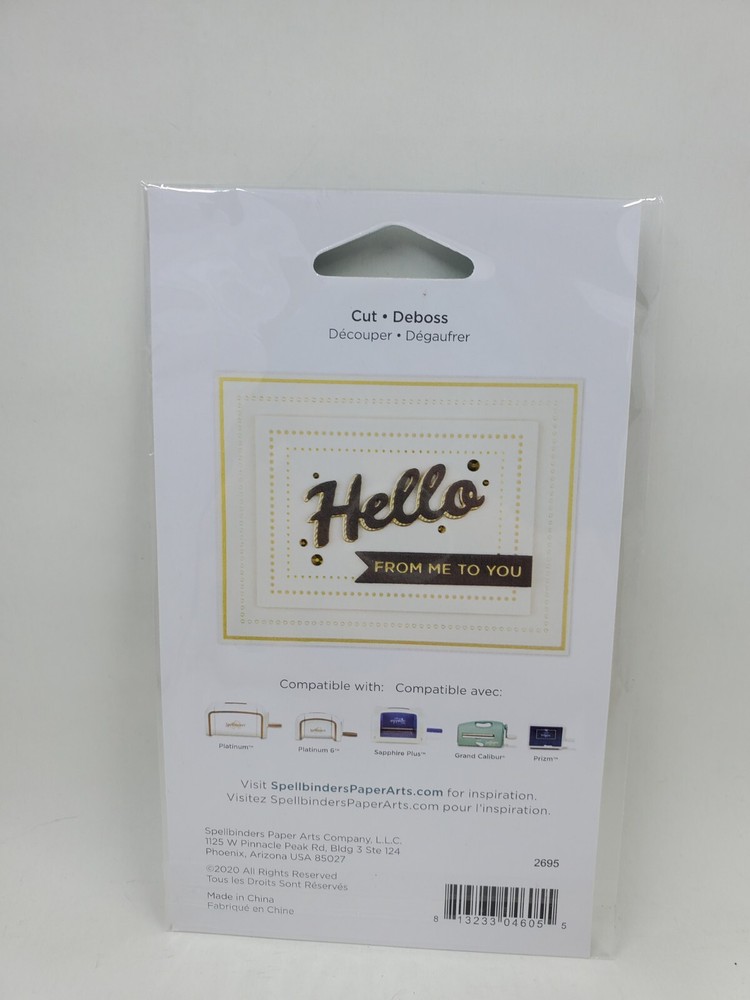 Cut • Deboss
Découper • Dégaufrer
Hello
FROM ME TO YOU
Compatible with: Compatible avec:
Platinum™
Platinum 6™
Sapphire Plus™
Grand Calibur®
Prizm™
Visit SpellbindersPaperArts.com for inspiration.
Visitez SpellbindersPaperArts.com pour l'inspiration.
Spellbinders Paper Arts Company, L.L.C.
1125 W Pinnacle Peak Rd, Bldg 3 Ste 124
Phoenix, Arizona USA 85027
©2020 All Rights Reserved
Tous les Droits Sont Réservés
Made in China
Fabriqué en Chine
2695
8 13233 04605 5